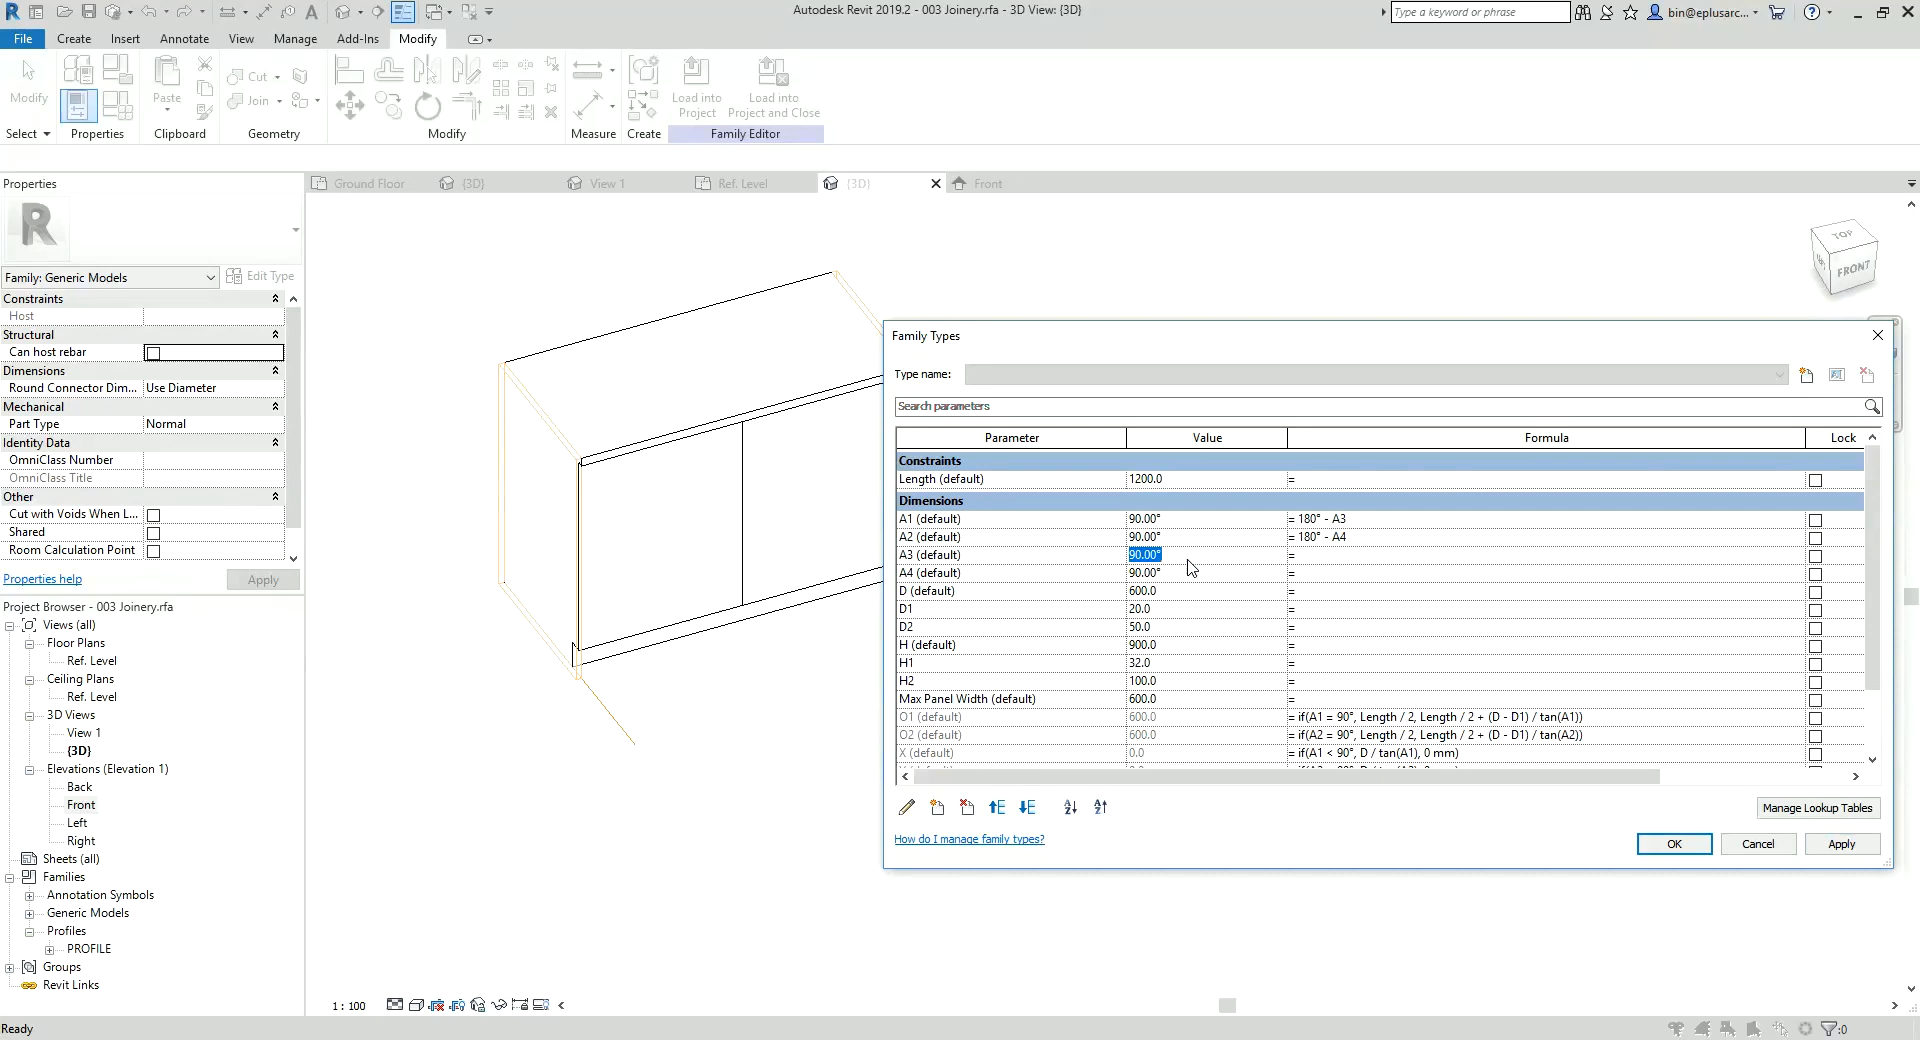 Autodesk Revit 2019.2 - 003 Joinery.rfa - 3D View: {3D}
Type a keyword or phrase
bin@eplusarc...
File Create Insert Annotate View Manage Add-Ins Modify
Modify
Paste
Cut
Join
Load into Project
Load into Project and Close
Select Properties Clipboard Geometry Modify Measure Create Family Editor
Properties
Ground Floor {3D} View 1 Ref. Level {3D} Front
Family: Generic Models
Edit Type
Constraints
Host
Structural
Can host rebar
Dimensions
Round Connector Dim... Use Diameter
Mechanical
Part Type Normal
Identity Data
OmniClass Number
OmniClass Title
Other
Cut with Voids When L...
Shared
Room Calculation Point
Properties help
Apply
Project Browser - 003 Joinery.rfa
Views (all)
Floor Plans
Ref. Level
Ceiling Plans
Ref. Level
3D Views
View 1
{3D}
Elevations (Elevation 1)
Back
Front
Left
Right
Sheets (all)
Families
Annotation Symbols
Generic Models
Profiles
PROFILE
Groups
Revit Links
TOP
FRONT
Family Types
Type name:
Search parameters
Parameter Value Formula Lock
Constraints
Length (default) 1200.0 =
Dimensions
A1 (default) 90.00° = 180° - A3
A2 (default) 90.00° = 180° - A4
A3 (default) 90.00° =
A4 (default) 90.00° =
D (default) 600.0 =
D1 20.0 =
D2 50.0 =
H (default) 900.0 =
H1 32.0 =
H2 100.0 =
Max Panel Width (default) 600.0 =
O1 (default) 600.0 = if(A1 = 90°, Length / 2, Length / 2 + (D - D1) / tan(A1))
O2 (default) 600.0 = if(A2 = 90°, Length / 2, Length / 2 + (D - D1) / tan(A2))
X (default) 0.0 = if(A1 < 90°, D / tan(A1), 0 mm)
Manage Lookup Tables
How do I manage family types?
OK Cancel Apply
1 : 100
Ready
:0